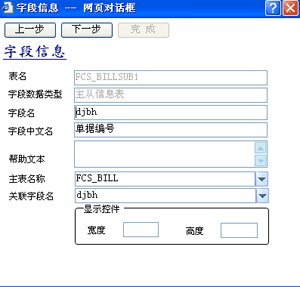 字段信息 -- 网页对话框
上一步 下一步 完 成
字段信息
表名 FCS_BILLSUB1
字段数据类型 主从信息表
字段名 djbh
字段中文名 单据编号
帮助文本
主表名称 FCS_BILL
关联字段名 djbh
显示控件
宽度 高度